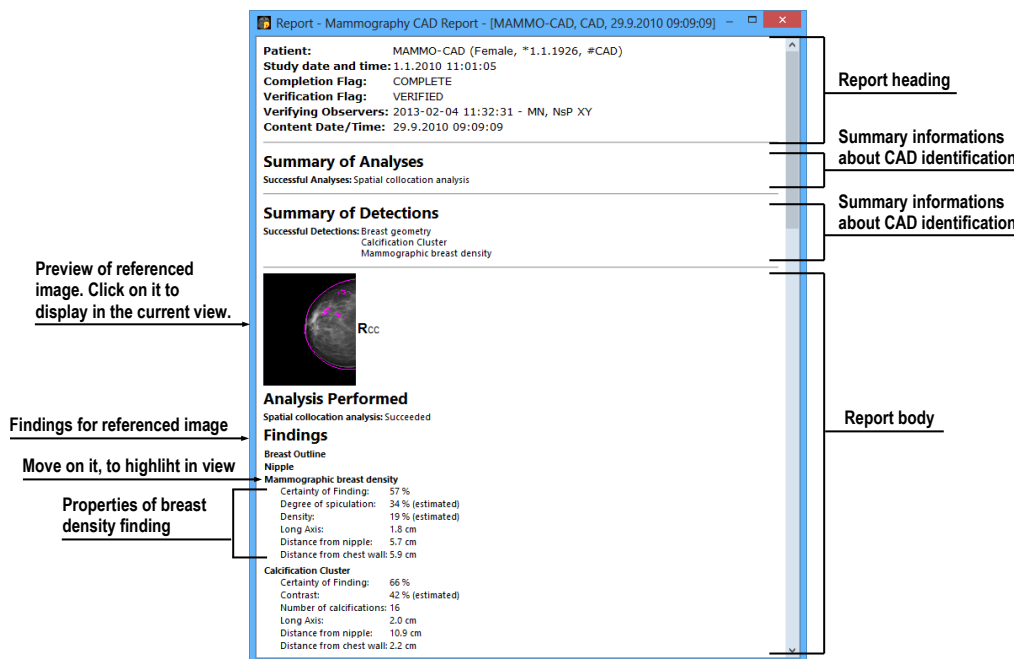 Report - Mammography CAD Report - [MAMMO-CAD, CAD, 29.9.2010 09:09:09]
Patient: MAMMO-CAD (Female, *1.1.1926, #CAD)
Study date and time: 1.1.2010 11:01:05
Completion Flag: COMPLETE
Verification Flag: VERIFIED
Verifying Observers: 2013-02-04 11:32:31 - MN, NsP XY
Content Date/Time: 29.9.2010 09:09:09
Report heading
Summary of Analyses
Successful Analyses: Spatial collocation analysis
Summary informations
about CAD identification
Summary of Detections
Successful Detections: Breast geometry
Calcification Cluster
Mammographic breast density
Summary informations
about CAD identification
Preview of referenced
image. Click on it to
display in the current view.
Rcc
Analysis Performed
Spatial collocation analysis: Succeeded
Report body
Findings for referenced image
Findings
Breast Outline
Nipple
Move on it, to highliht in view
Mammographic breast density
Certainty of Finding: 57 %
Degree of spiculation: 34 % (estimated)
Density: 19 % (estimated)
Long Axis: 1.8 cm
Distance from nipple: 5.7 cm
Distance from chest wall: 5.9 cm
Properties of breast
density finding
Calcification Cluster
Certainty of Finding: 66 %
Contrast: 42 % (estimated)
Number of calcifications: 16
Long Axis: 2.0 cm
Distance from nipple: 10.9 cm
Distance from chest wall: 2.2 cm